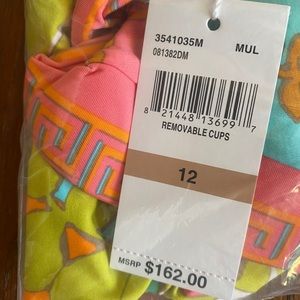 3541035M MUL
081382DM
8 21448 13699 7
REMOVABLE CUPS
12
MSRP $162.00